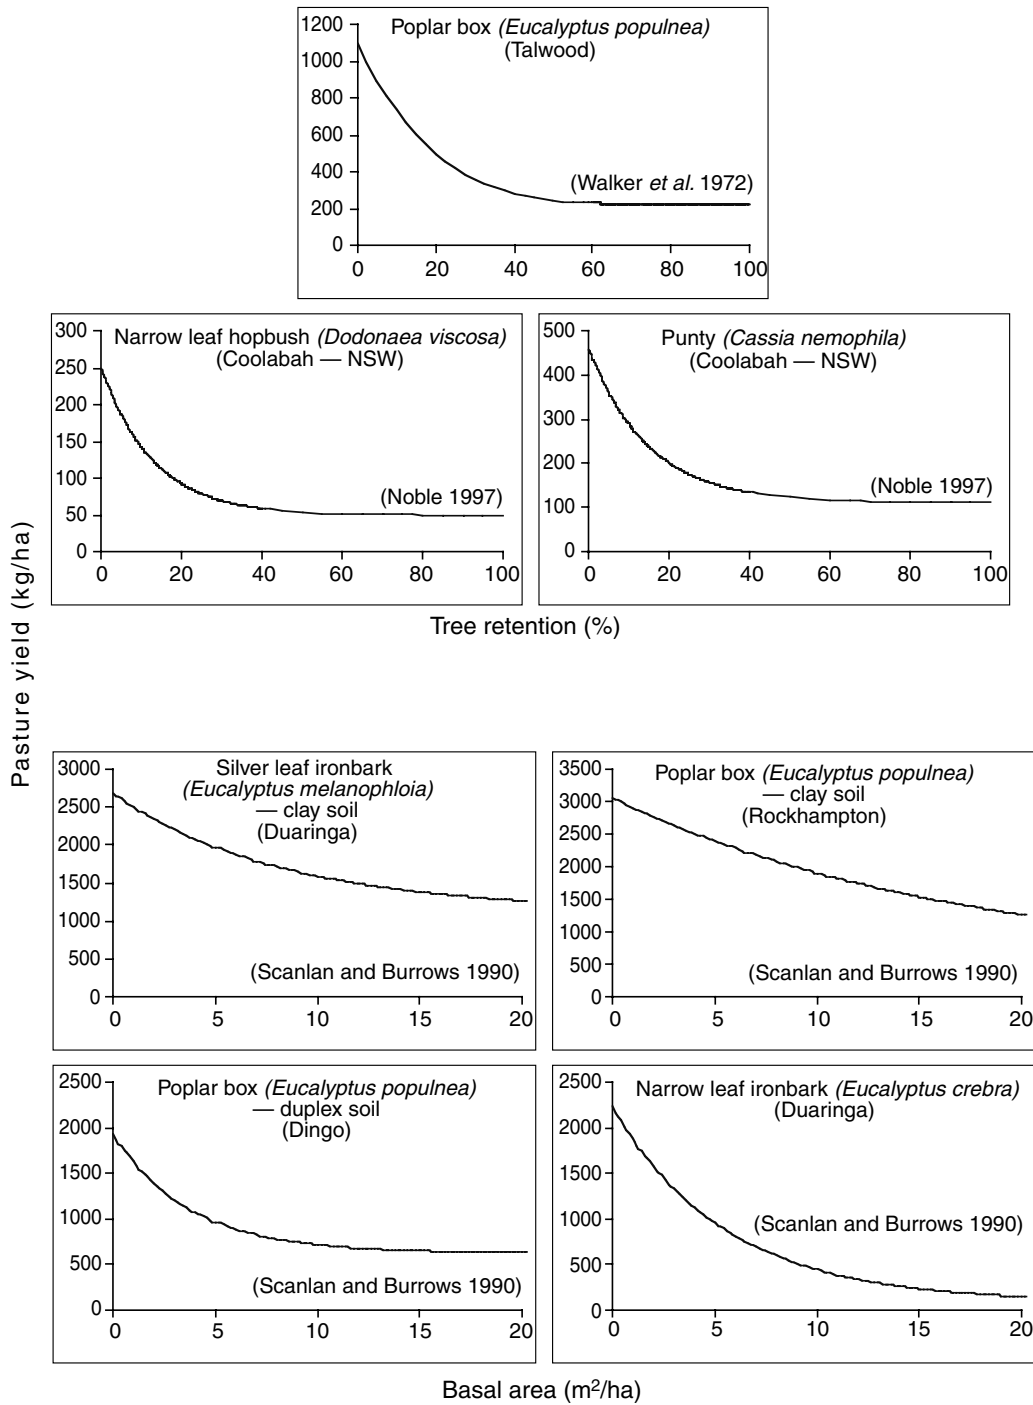 Pasture yield (kg/ha)
Poplar box (Eucalyptus populnea)
(Talwood)
(Walker et al. 1972)
1200
1000
800
600
400
200
0
0 20 40 60 80 100
Narrow leaf hopbush (Dodonaea viscosa)
(Coolabah — NSW)
(Noble 1997)
300
250
200
150
100
50
0
0 20 40 60 80 100
Punty (Cassia nemophila)
(Coolabah — NSW)
(Noble 1997)
500
400
300
200
100
0
0 20 40 60 80 100
Tree retention (%)
Silver leaf ironbark
(Eucalyptus melanophloia)
— clay soil
(Duaringa)
(Scanlan and Burrows 1990)
3000
2500
2000
1500
1000
500
0
0 5 10 15 20
Poplar box (Eucalyptus populnea)
— clay soil
(Rockhampton)
(Scanlan and Burrows 1990)
3500
3000
2500
2000
1500
1000
500
0
0 5 10 15 20
Poplar box (Eucalyptus populnea)
— duplex soil
(Dingo)
(Scanlan and Burrows 1990)
2500
2000
1500
1000
500
0
0 5 10 15 20
Narrow leaf ironbark (Eucalyptus crebra)
(Duaringa)
(Scanlan and Burrows 1990)
2500
2000
1500
1000
500
0
0 5 10 15 20
Basal area (m²/ha)